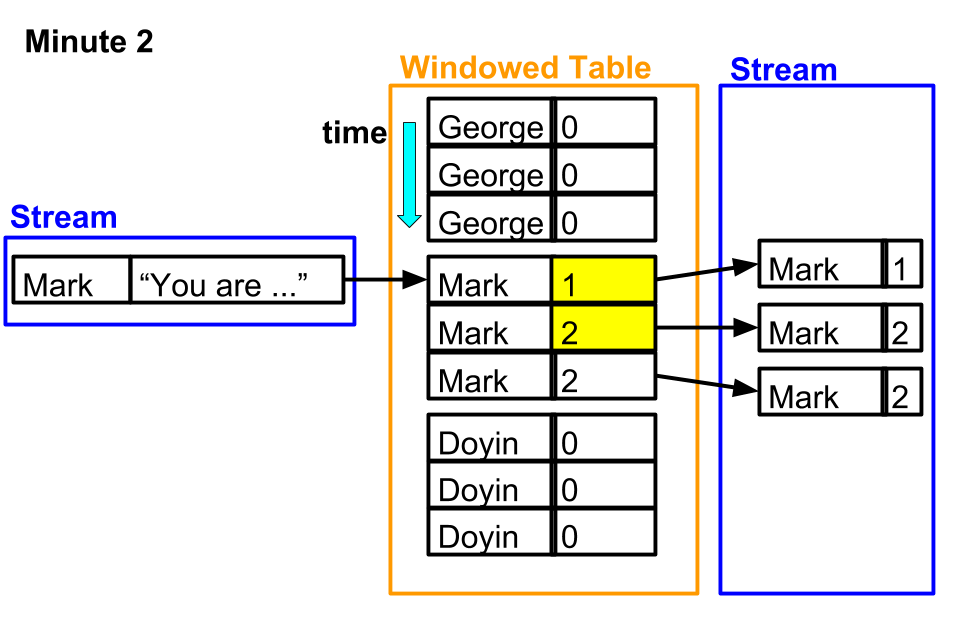 Minute 2
Windowed Table
Stream
time
George 0
George 0
George 0
Stream
Mark "You are ..."
Mark 1
Mark 2
Mark 2
Mark 1
Mark 2
Mark 2
Doyin 0
Doyin 0
Doyin 0